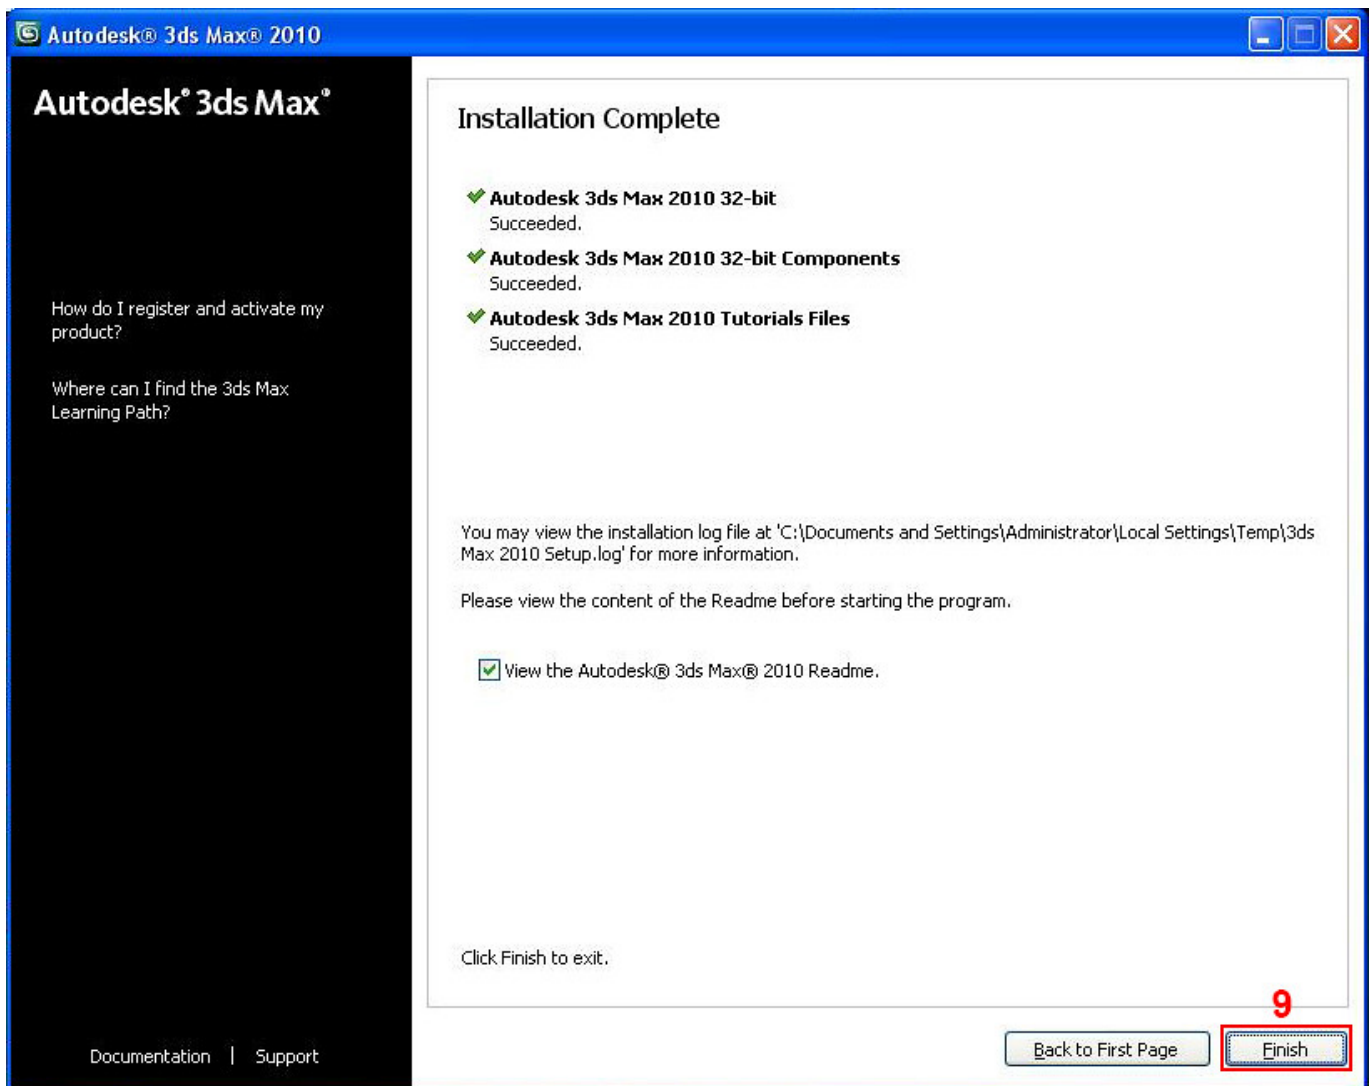 Autodesk® 3ds Max® 2010
Autodesk® 3ds Max®
How do I register and activate my
product?
Where can I find the 3ds Max
Learning Path?
Documentation | Support
Installation Complete
Autodesk 3ds Max 2010 32-bit
Succeeded.
Autodesk 3ds Max 2010 32-bit Components
Succeeded.
Autodesk 3ds Max 2010 Tutorials Files
Succeeded.
You may view the installation log file at 'C:\Documents and Settings\Administrator\Local Settings\Temp\3ds
Max 2010 Setup.log' for more information.
Please view the content of the Readme before starting the program.
View the Autodesk® 3ds Max® 2010 Readme.
Click Finish to exit.
9
Back to First Page
Finish